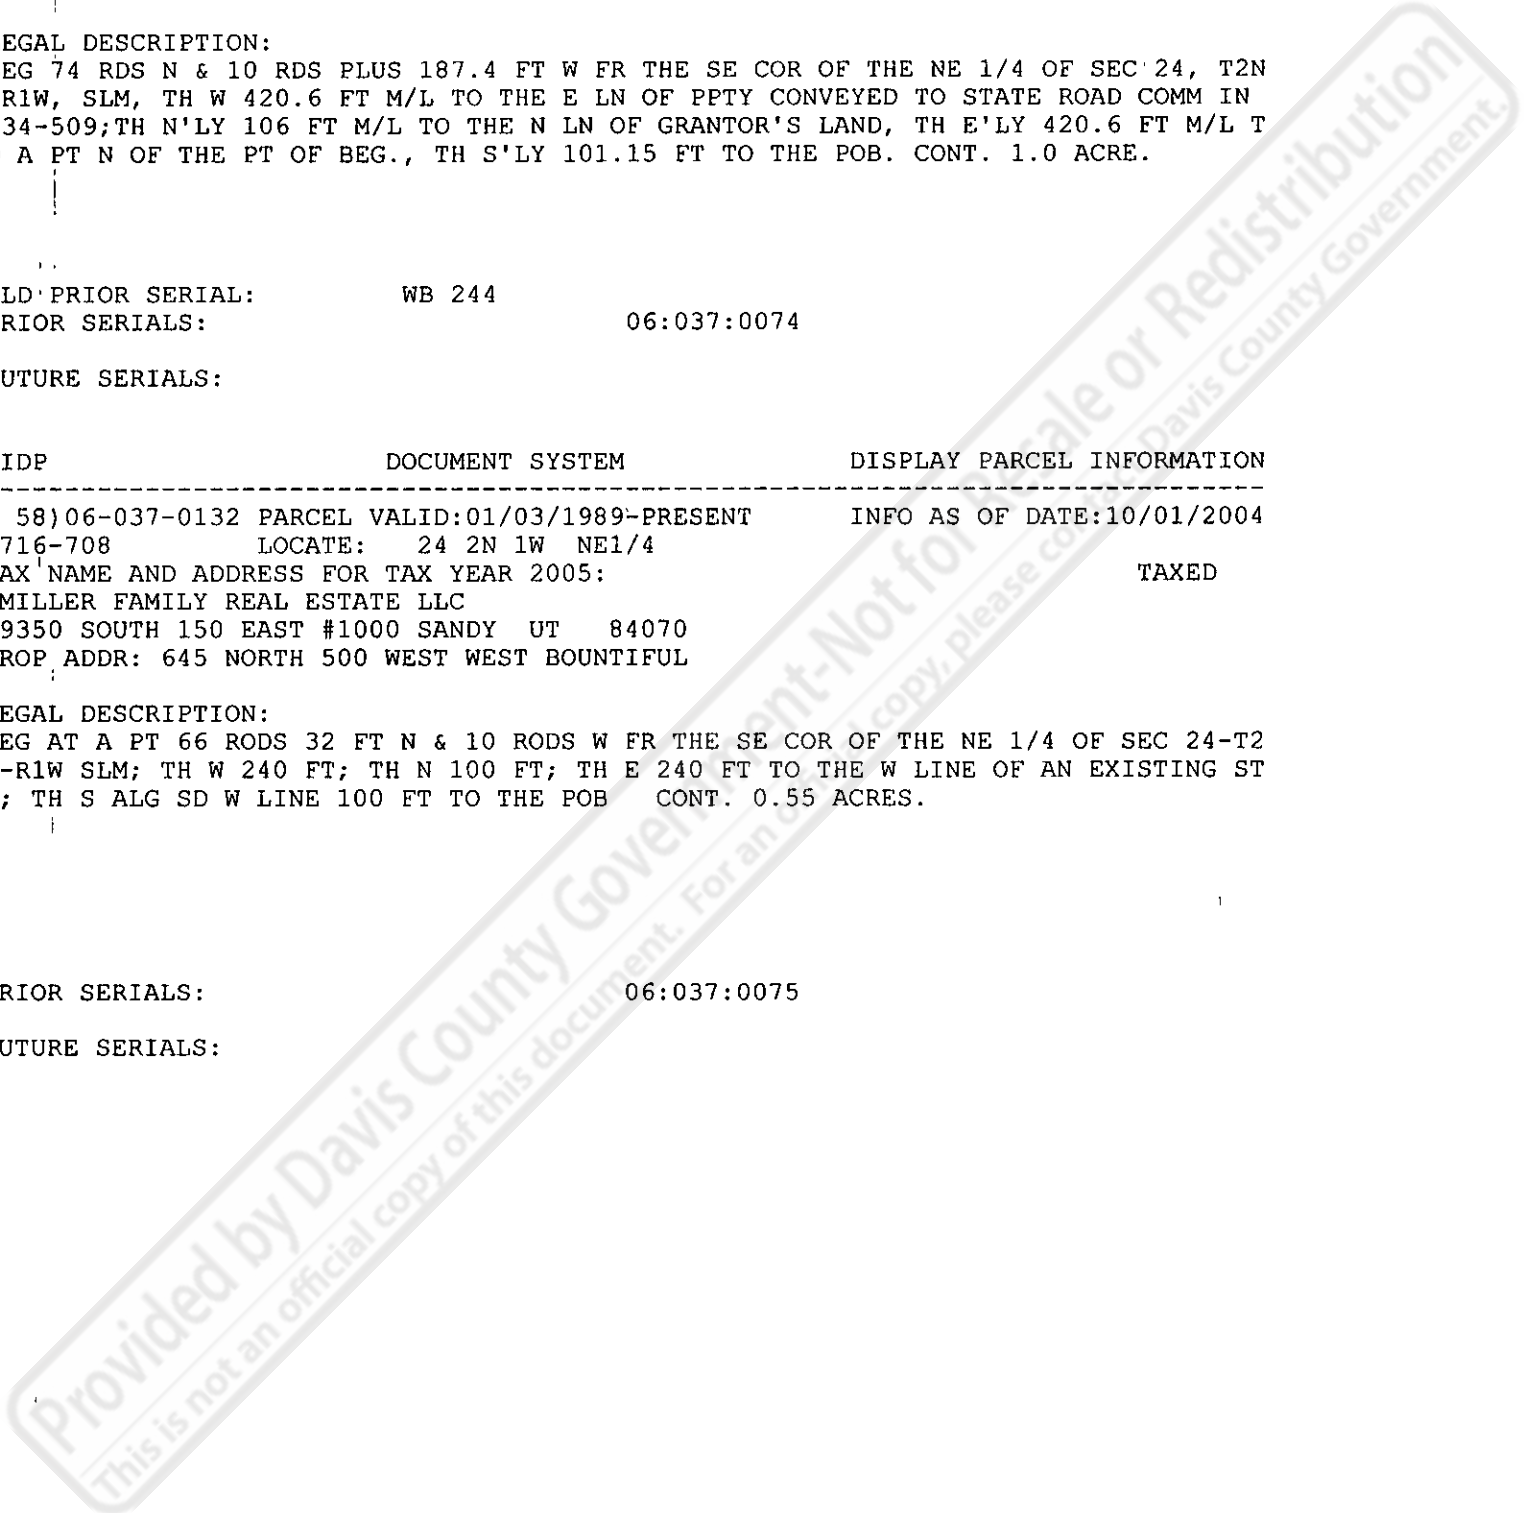 EGAL DESCRIPTION:
EG 74 RDS N & 10 RDS PLUS 187.4 FT W FR THE SE COR OF THE NE 1/4 OF SEC 24, T2N
R1W, SLM, TH W 420.6 FT M/L TO THE E LN OF PPTY CONVEYED TO STATE ROAD COMM IN
34-509;TH N'LY 106 FT M/L TO THE N LN OF GRANTOR'S LAND, TH E'LY 420.6 FT M/L T
A PT N OF THE PT OF BEG., TH S'LY 101.15 FT TO THE POB. CONT. 1.0 ACRE.
LD PRIOR SERIAL: WB 244
RIOR SERIALS: 06:037:0074
UTURE SERIALS:
IDP DOCUMENT SYSTEM DISPLAY PARCEL INFORMATION
58)06-037-0132 PARCEL VALID:01/03/1989-PRESENT INFO AS OF DATE:10/01/2004
716-708 LOCATE: 24 2N 1W NE1/4
AX NAME AND ADDRESS FOR TAX YEAR 2005: TAXED
MILLER FAMILY REAL ESTATE LLC
9350 SOUTH 150 EAST #1000 SANDY UT 84070
ROP ADDR: 645 NORTH 500 WEST WEST BOUNTIFUL
EGAL DESCRIPTION:
EG AT A PT 66 RODS 32 FT N & 10 RODS W FR THE SE COR OF THE NE 1/4 OF SEC 24-T2
-R1W SLM; TH W 240 FT; TH N 100 FT; TH E 240 FT TO THE W LINE OF AN EXISTING ST
; TH S ALG SD W LINE 100 FT TO THE POB CONT. 0.55 ACRES.
RIOR SERIALS: 06:037:0075
UTURE SERIALS:
Provided by Davis County Government-Not for Resale or Redistribution
This is not an official copy of this document. For an official copy, please contact Davis County Government.